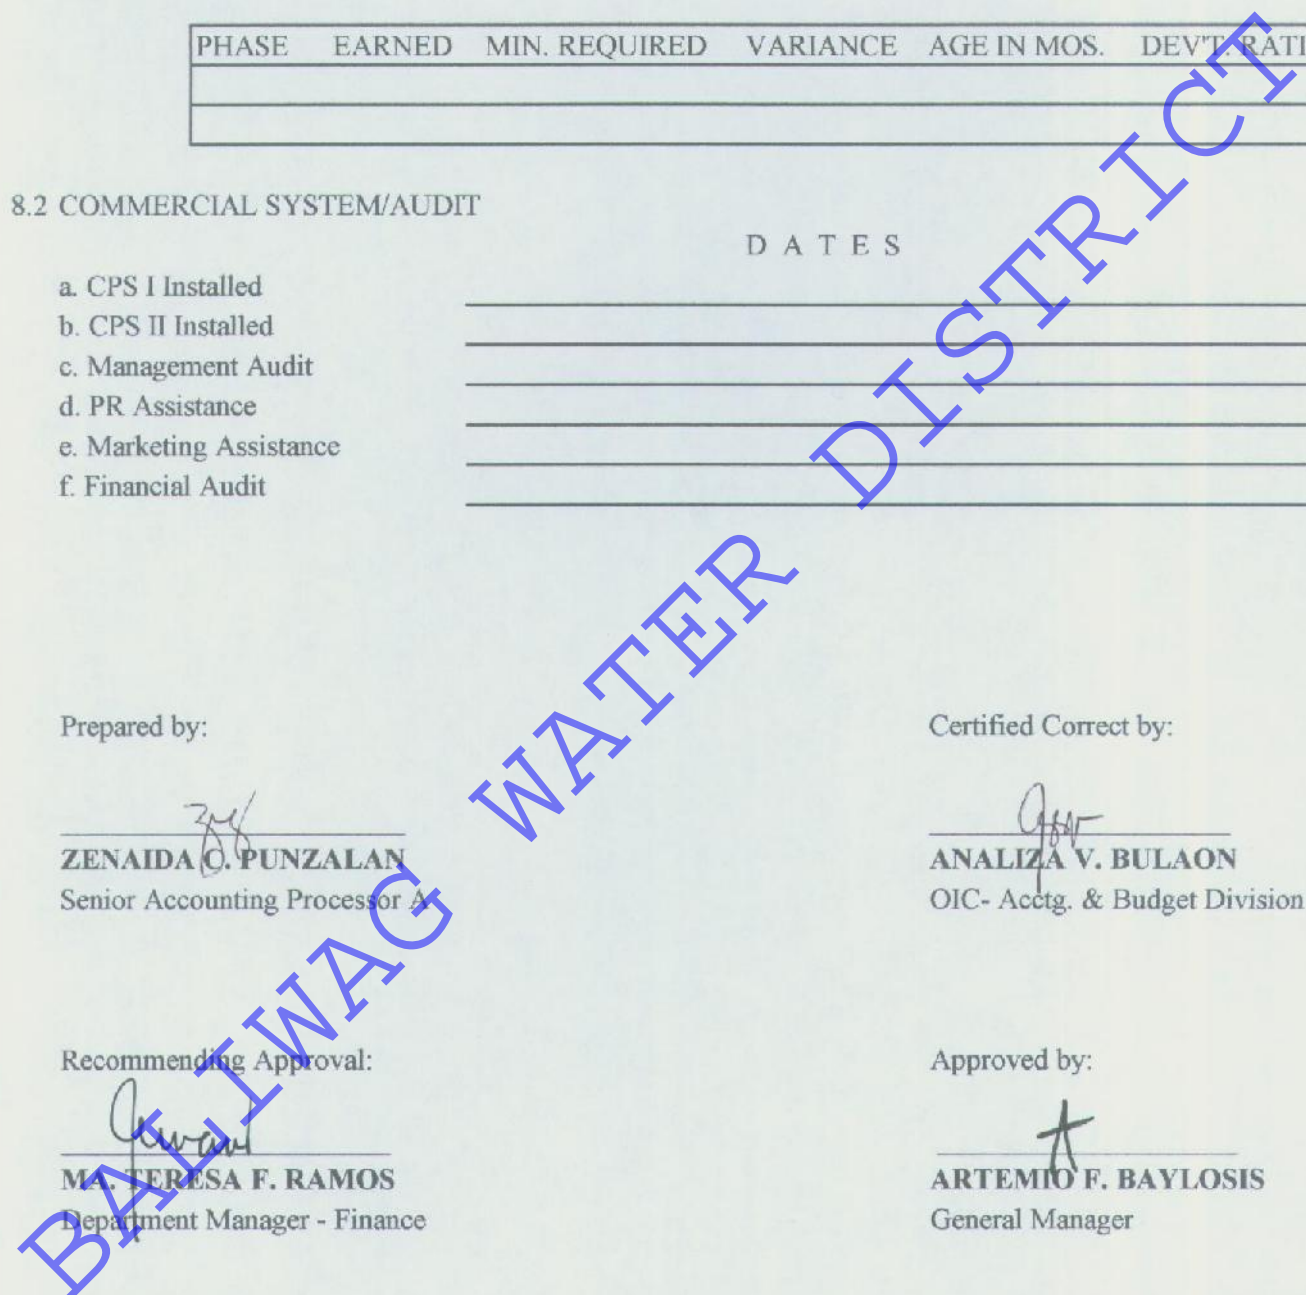 PHASE EARNED MIN. REQUIRED VARIANCE AGE IN MOS. DEV'T. RATI
8.2 COMMERCIAL SYSTEM/AUDIT
D A T E S
a. CPS I Installed
b. CPS II Installed
c. Management Audit
d. PR Assistance
e. Marketing Assistance
f. Financial Audit
Prepared by:
Certified Correct by:
ZENAIDA C. PUNZALAN
ANALIZA V. BULAON
Senior Accounting Processor A
OIC- Acctg. & Budget Division
Recommending Approval:
Approved by:
MA. TERESA F. RAMOS
ARTEMIO F. BAYLOSIS
Department Manager - Finance
General Manager
BALIWAG WATER DISTRICT